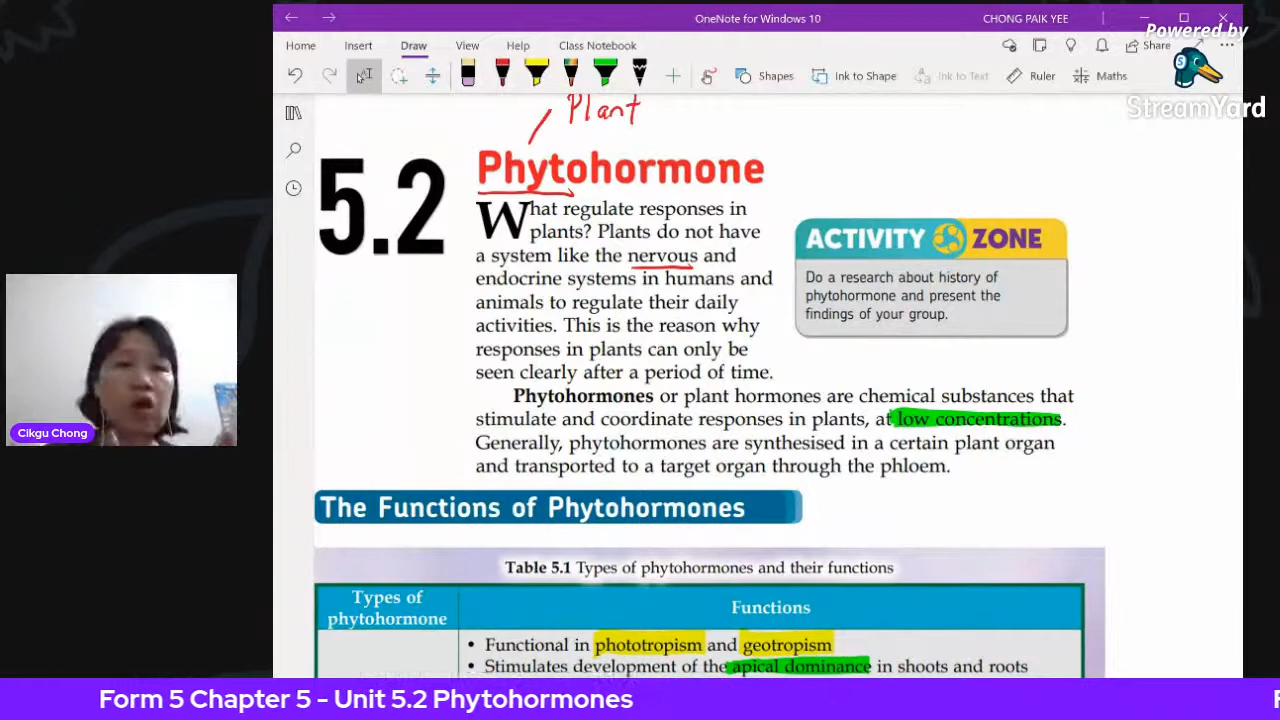 OneNote for Windows 10
CHONG PAIK YEE
Powered by
StreamYard
Home
Insert
Draw
View
Help
Class Notebook
Share
Shapes
Ink to Shape
Ink to Text
Ruler
Maths
Plant
5.2
Phytohormone
What regulate responses in
plants? Plants do not have
a system like the nervous and
endocrine systems in humans and
animals to regulate their daily
activities. This is the reason why
responses in plants can only be
seen clearly after a period of time.
ACTIVITY ZONE
Do a research about history of
phytohormone and present the
findings of your group.
Phytohormones or plant hormones are chemical substances that
stimulate and coordinate responses in plants, at low concentrations.
Generally, phytohormones are synthesised in a certain plant organ
and transported to a target organ through the phloem.
The Functions of Phytohormones
Table 5.1 Types of phytohormones and their functions
Types of
phytohormone
Functions
• Functional in phototropism and geotropism
• Stimulates development of the apical dominance in shoots and roots
Cikgu Chong
Form 5 Chapter 5 - Unit 5.2 Phytohormones
F